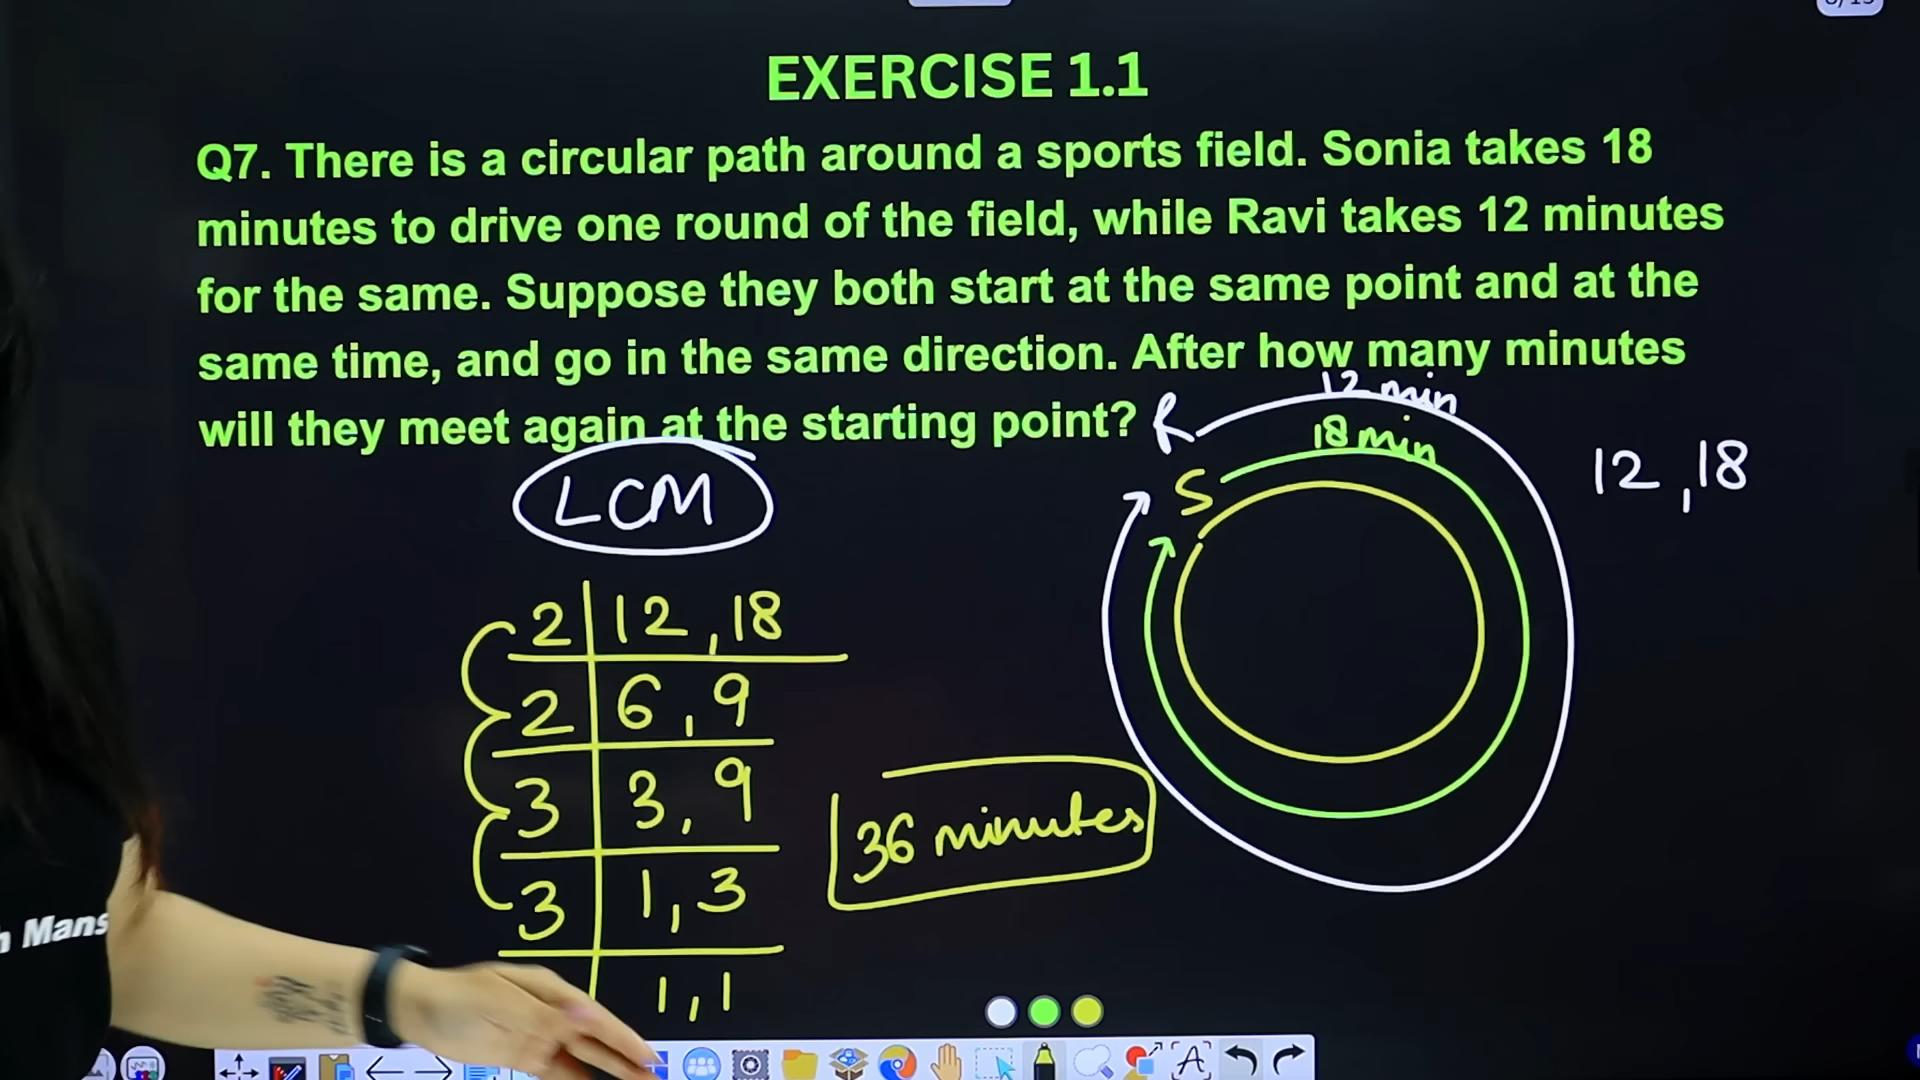 EXERCISE 1.1
Q7. There is a circular path around a sports field. Sonia takes 18
minutes to drive one round of the field, while Ravi takes 12 minutes
for the same. Suppose they both start at the same point and at the
same time, and go in the same direction. After how many minutes
will they meet again at the starting point?
R 12 min
S 18 min
12, 18
LCM
2 | 12, 18
2 | 6, 9
3 | 3, 9
3 | 1, 3
1, 1
36 minutes
Mans